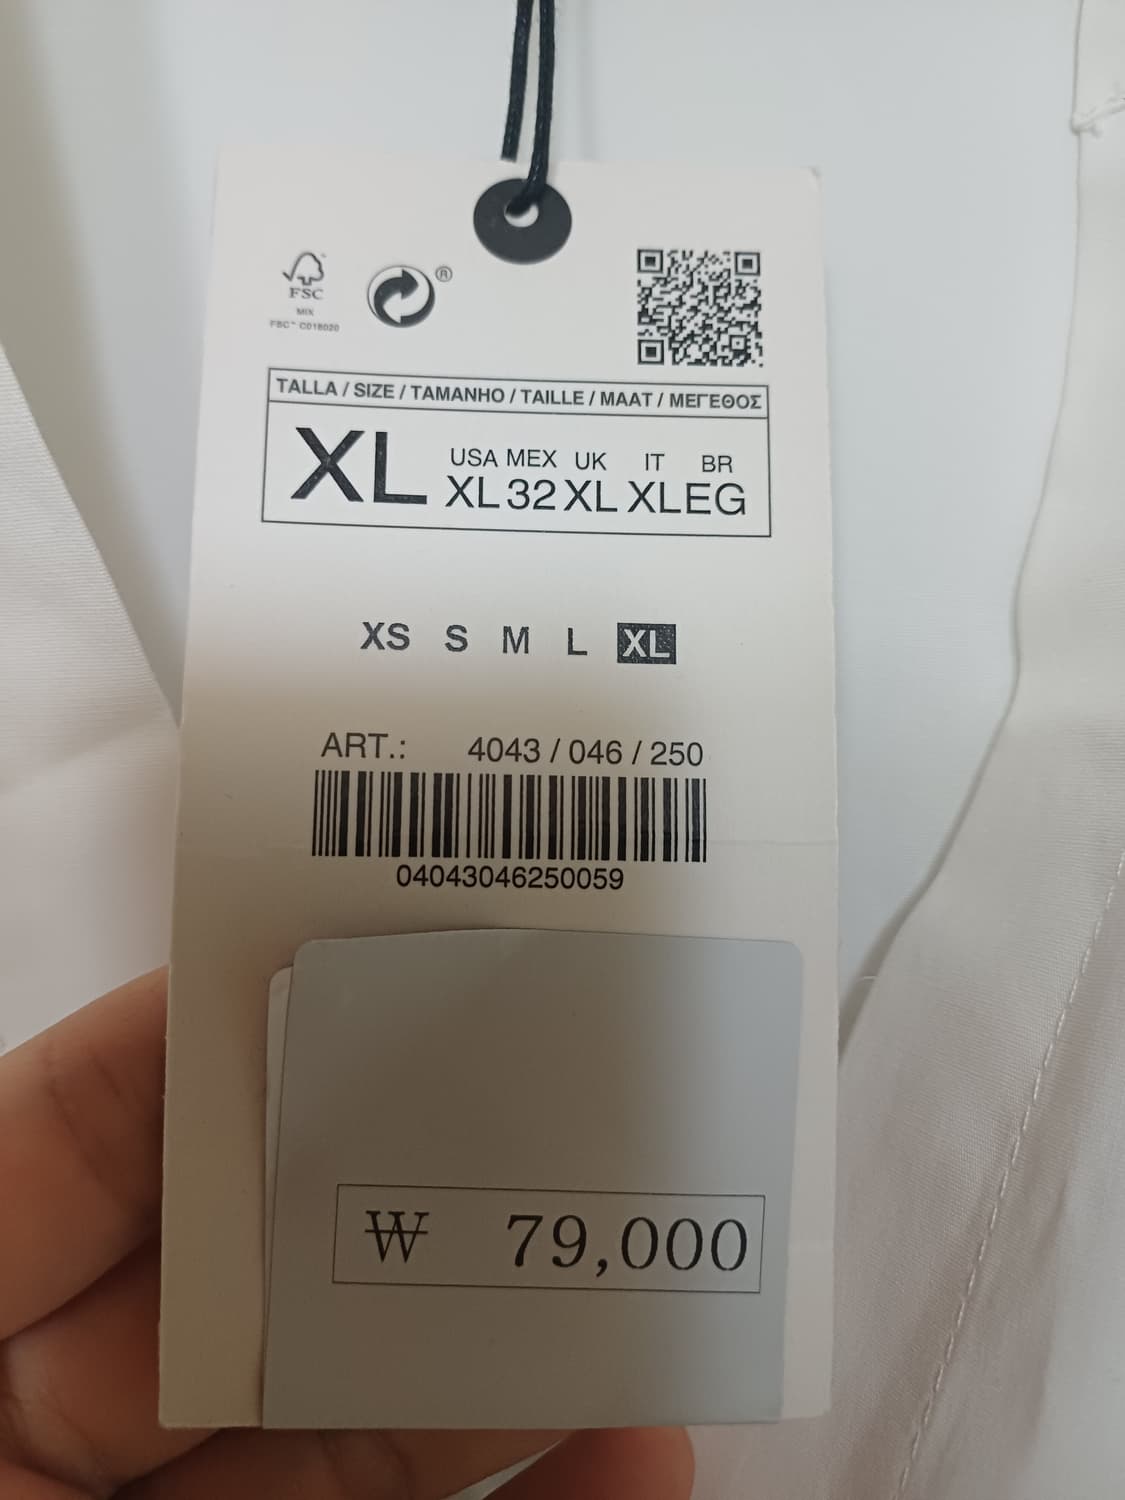 FSC
MIX
FSC™ C018020
®
TALLA / SIZE / TAMANHO / TAILLE / MAAT / ΜΕΓΕΘΟΣ
XL
USA MEX UK IT BR
XL 32 XL XL EG
XS S M L XL
ART.: 4043 / 046 / 250
04043046250059
₩ 79,000